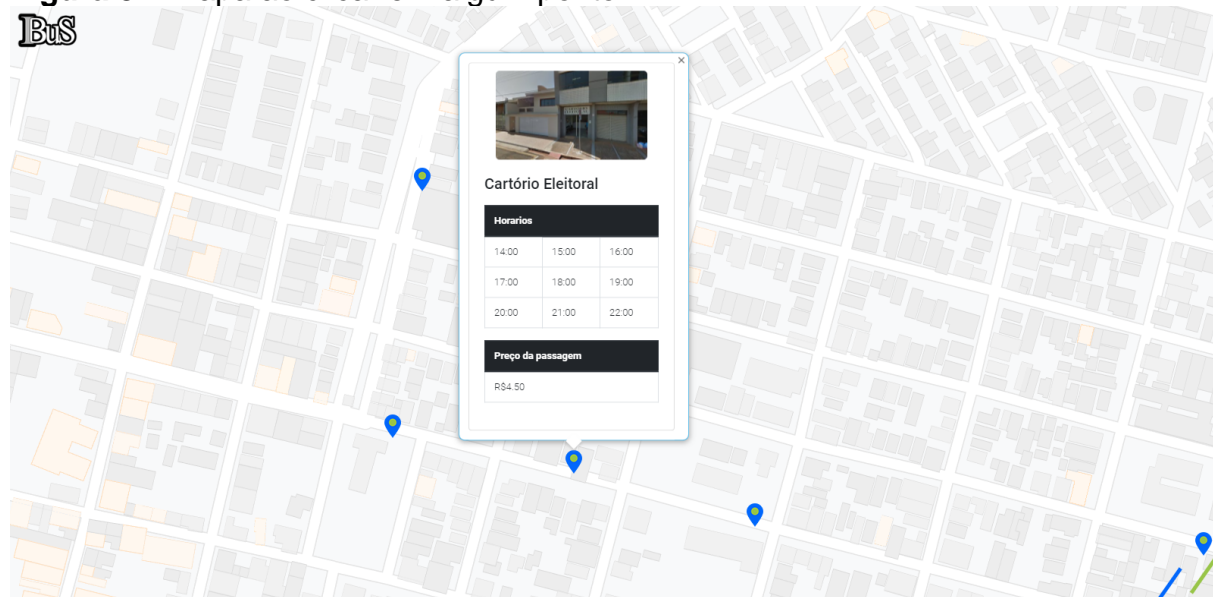 BuS
×
Cartório Eleitoral
Horarios
14:00 15:00 16:00
17:00 18:00 19:00
20:00 21:00 22:00
Preço da passagem
R$4.50